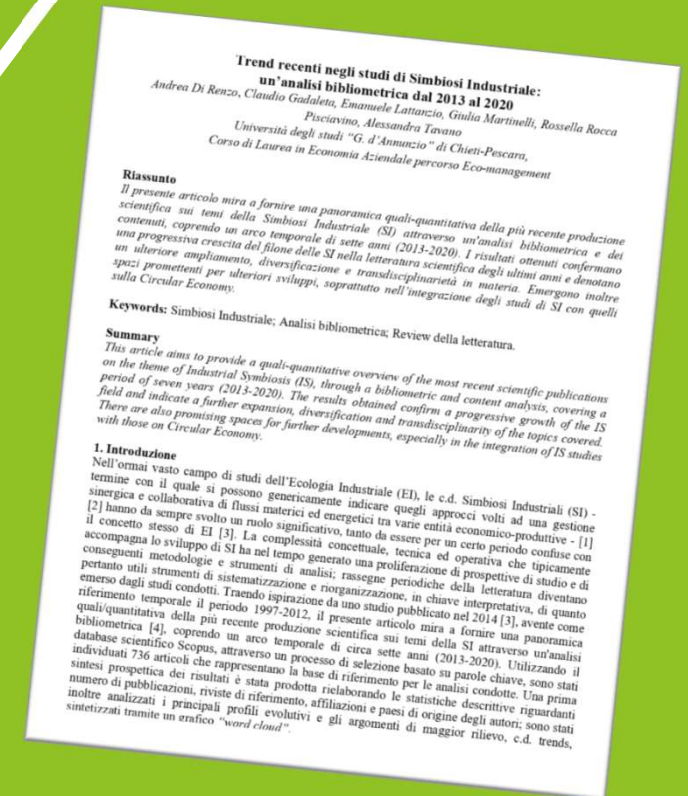 Trend recenti negli studi di Simbiosi Industriale:
un'analisi bibliometrica dal 2013 al 2020
Andrea Di Renzo, Claudio Gadaleta, Emanuele Lattanzio, Giulia Martinelli, Rossella Rocca
Pisciavino, Alessandra Tavano
Università degli studi "G. d'Annunzio" di Chieti-Pescara,
Corso di Laurea in Economia Aziendale percorso Eco-management
Riassunto
Il presente articolo mira a fornire una panoramica quali-quantitativa della più recente produzione
scientifica sui temi della Simbiosi Industriale (SI) attraverso un'analisi bibliometrica e dei
contenuti, coprendo un arco temporale di sette anni (2013-2020). I risultati ottenuti confermano
una progressiva crescita del filone delle SI nella letteratura scientifica degli ultimi anni e denotano
un ulteriore ampliamento, diversificazione e transdisciplinarietà in materia. Emergono inoltre
spazi promettenti per ulteriori sviluppi, soprattutto nell'integrazione degli studi di SI con quelli
sulla Circular Economy.
Keywords: Simbiosi Industriale; Analisi bibliometrica; Review della letteratura.
Summary
This article aims to provide a quali-quantitative overview of the most recent scientific publications
on the theme of Industrial Symbiosis (IS), through a bibliometric and content analysis, covering a
period of seven years (2013-2020). The results obtained confirm a progressive growth of the IS
field and indicate a further expansion, diversification and transdisciplinarity of the topics covered.
There are also promising spaces for further developments, especially in the integration of IS studies
with those on Circular Economy.
1. Introduzione
Nell'ormai vasto campo di studi dell'Ecologia Industriale (EI), le c.d. Simbiosi Industriali (SI) -
termine con il quale si possono genericamente indicare quegli approcci volti ad una gestione
sinergica e collaborativa di flussi materici ed energetici tra varie entità economico-produttive - [1]
[2] hanno da sempre svolto un ruolo significativo, tanto da essere per un certo periodo confuse con
il concetto stesso di EI [3]. La complessità concettuale, tecnica ed operativa che tipicamente
accompagna lo sviluppo di SI ha nel tempo generato una proliferazione di prospettive di studio e di
conseguenti metodologie e strumenti di analisi; rassegne periodiche della letteratura diventano
pertanto utili strumenti di sistematizzazione e riorganizzazione, in chiave interpretativa, di quanto
emerso dagli studi condotti. Traendo ispirazione da uno studio pubblicato nel 2014 [3], avente come
riferimento temporale il periodo 1997-2012, il presente articolo mira a fornire una panoramica
quali/quantitativa della più recente produzione scientifica sui temi della SI attraverso un'analisi
bibliometrica [4], coprendo un arco temporale di circa sette anni (2013-2020). Utilizzando il
database scientifico Scopus, attraverso un processo di selezione basato su parole chiave, sono stati
individuati 736 articoli che rappresentano la base di riferimento per le analisi condotte. Una prima
sintesi prospettica dei risultati è stata prodotta rielaborando le statistiche descrittive riguardanti
numero di pubblicazioni, riviste di riferimento, affiliazioni e paesi di origine degli autori; sono stati
inoltre analizzati i principali profili evolutivi e gli argomenti di maggior rilievo, c.d. trends,
sintetizzati tramite un grafico "word cloud".